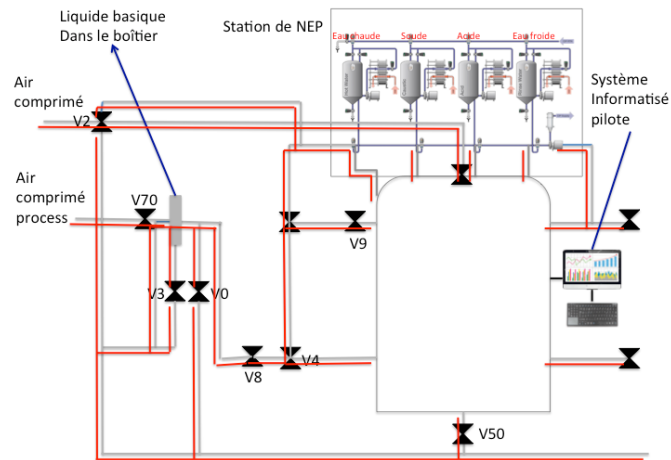 Liquide basique
Dans le boîtier
Station de NEP
Eau chaude
Soude
Acide
Eau froide
Air
comprimé
V2
Système
Informatisé
pilote
Air
comprimé
process
V70
V9
V3
V0
V4
V8
V50